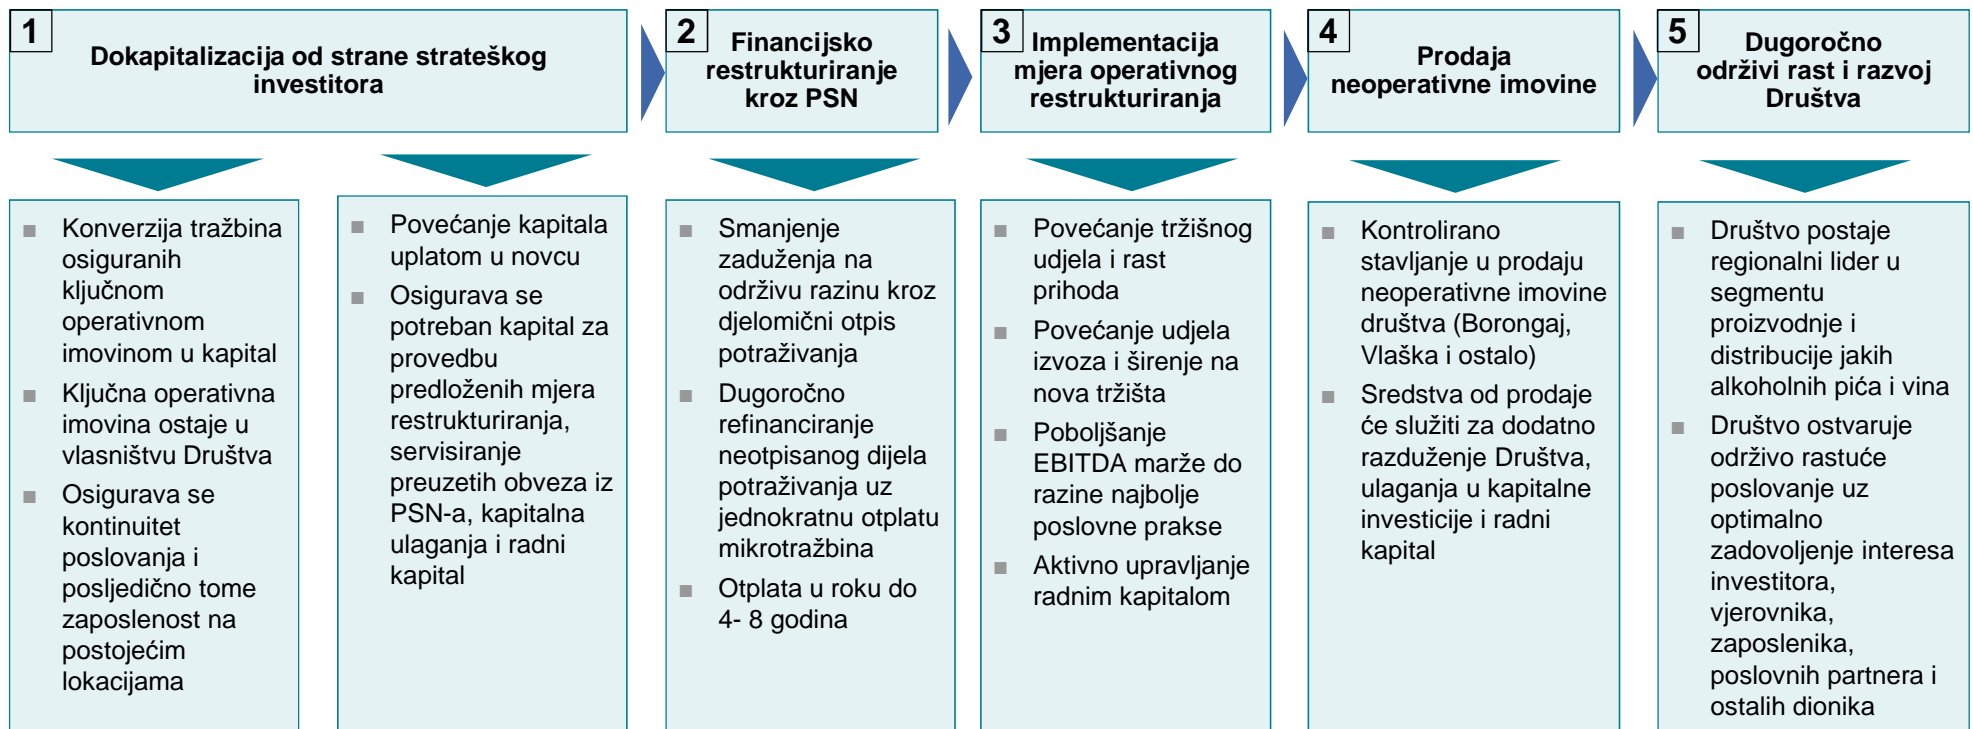 1
Dokapitalizacija od strane strateškog
investitora
2
Financijsko
restrukturiranje
kroz PSN
3
Implementacija
mjera operativnog
restrukturiranja
4
Prodaja
neoperativne imovine
5
Dugoročno
održivi rast i razvoj
Društva
Konverzija tražbina
osiguranih
ključnom
operativnom
imovinom u kapital
Ključna operativna
imovina ostaje u
vlasništvu Društva
Osigurava se
kontinuitet
poslovanja i
posljedično tome
zaposlenost na
postojećim
lokacijama
Povećanje kapitala
uplatom u novcu
Osigurava se
potreban kapital za
provedbu
predloženih mjera
restrukturiranja,
servisiranje
preuzetih obveza iz
PSN-a, kapitalna
ulaganja i radni
kapital
Smanjenje
zaduženja na
održivu razinu kroz
djelomični otpis
potraživanja
Dugoročno
refinanciranje
neotpisanog dijela
potraživanja uz
jednokratnu otplatu
mikrotražbina
Otplata u roku do
4- 8 godina
Povećanje tržišnog
udjela i rast
prihoda
Povećanje udjela
izvoza i širenje na
nova tržišta
Poboljšanje
EBITDA marže do
razine najbolje
poslovne prakse
Aktivno upravljanje
radnim kapitalom
Kontrolirano
stavljanje u prodaju
neoperativne imovine
društva (Borongaj,
Vlaška i ostalo)
Sredstva od prodaje
će služiti za dodatno
razduženje Društva,
ulaganja u kapitalne
investicije i radni
kapital
Društvo postaje
regionalni lider u
segmentu
proizvodnje i
distribucije jakih
alkoholnih pića i vina
Društvo ostvaruje
održivo rastuće
poslovanje uz
optimalno
zadovoljenje interesa
investitora,
vjerovnika,
zaposlenika,
poslovnih partnera i
ostalih dionika